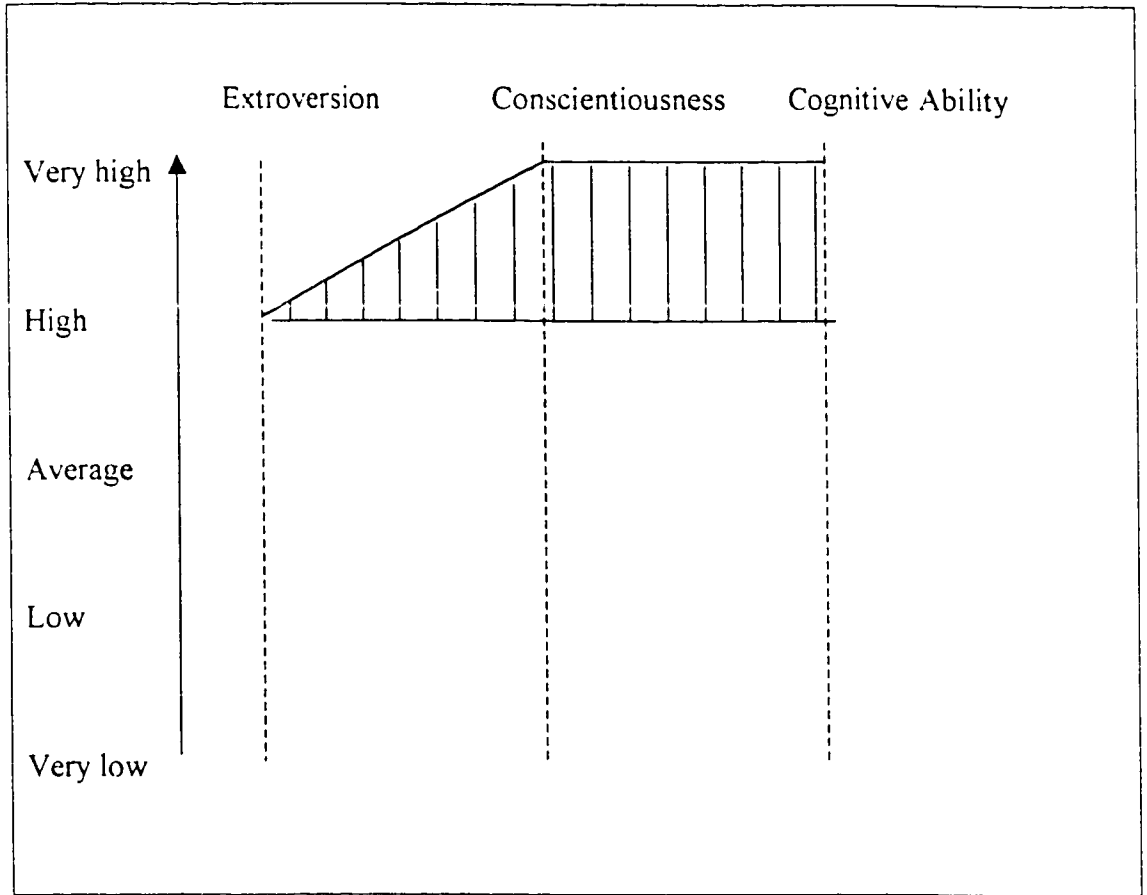 Extroversion Conscientiousness Cognitive Ability
Very high
High
Average
Low
Very low